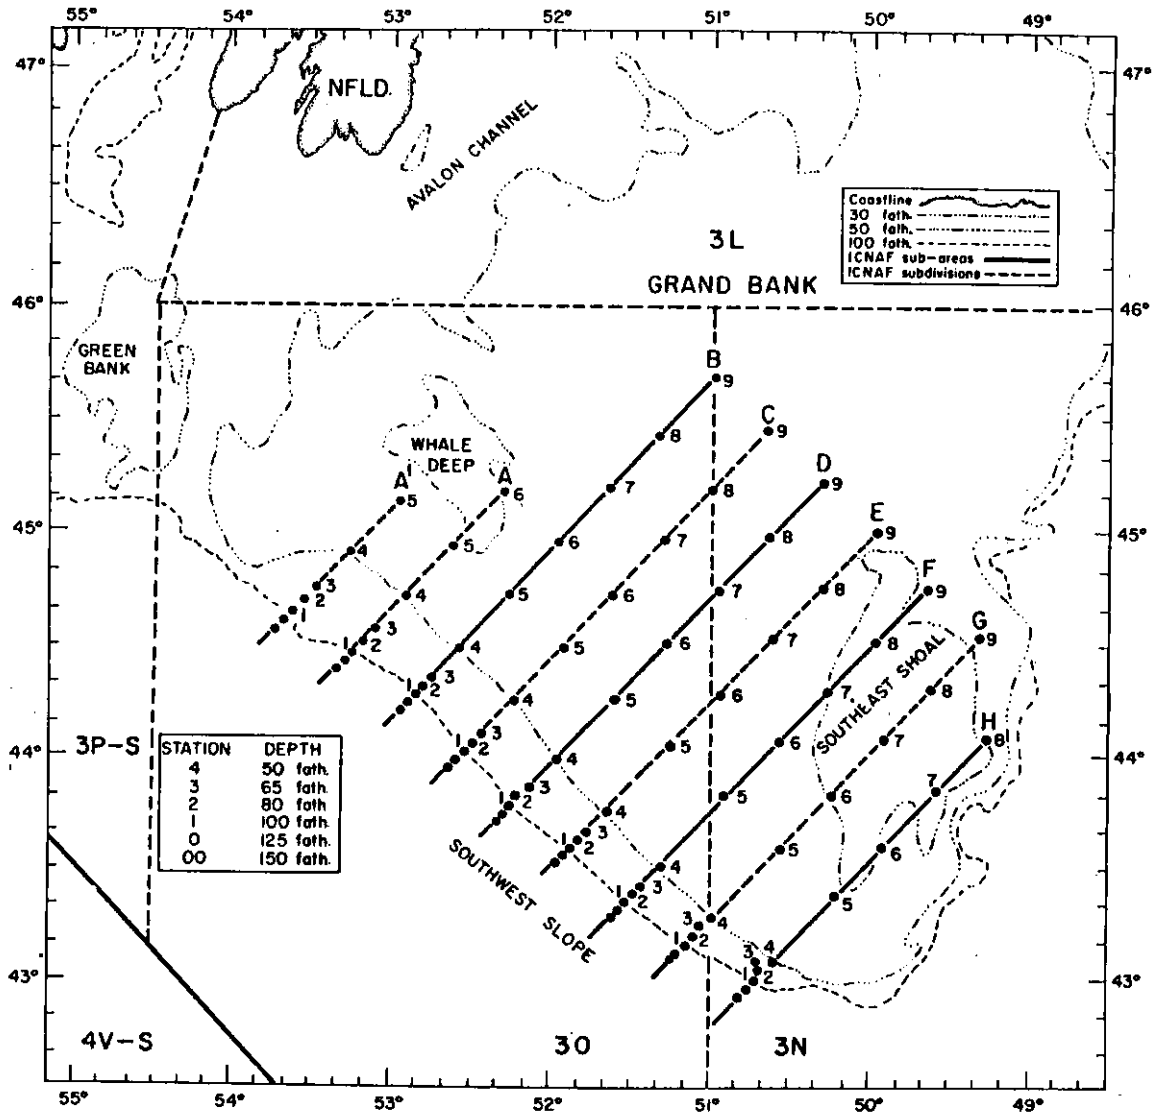 55° 54° 53° 52° 51° 50° 49°
47° 47°
NFLD.
AVALON CHANNEL
Coastline
30 fath.
50 fath.
100 fath.
ICNAF sub-areas
ICNAF subdivisions
3L
GRAND BANK
46° 46°
GREEN
BANK
WHALE
DEEP
45° 45°
A 5
4
3
2
1
A 6
5
4
3
2
1
B 9
8
7
6
5
4
3
2
1
C 9
8
7
6
5
4
3
2
1
D 9
8
7
6
5
4
3
2
1
E 9
8
7
6
5
4
3
2
1
F 9
8
7
6
5
4
3
2
1
G 9
8
7
6
5
4
3
2
1
H 8
7
6
5
4
3
2
1
SOUTHEAST SHOAL
44° 44°
3P-S
STATION DEPTH
4 50 fath.
3 65 fath.
2 80 fath.
1 100 fath.
0 125 fath.
00 150 fath.
SOUTHWEST SLOPE
43° 43°
4V-S
3O
3N
55° 54° 53° 52° 51° 50° 49°